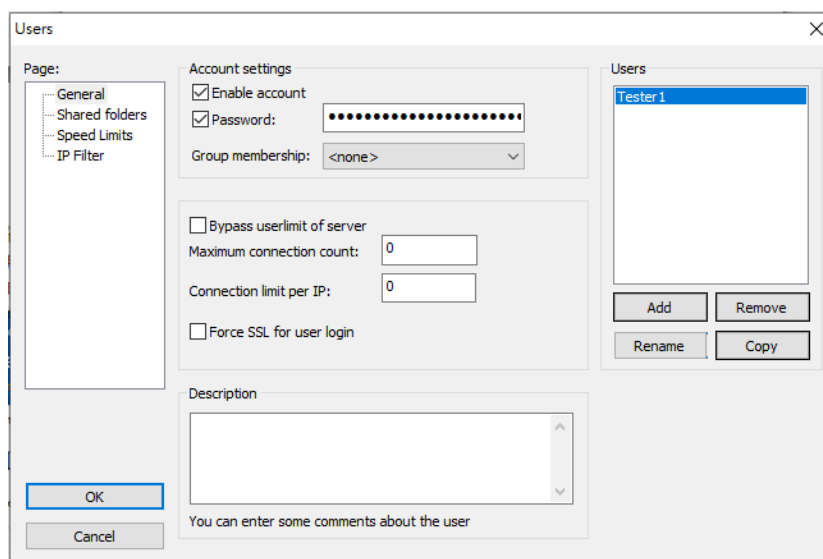 Users
Page:
General
Shared folders
Speed Limits
IP Filter
OK
Cancel
Account settings
Enable account
Password: ••••••••••••••••••••••
Group membership: <none>
Bypass userlimit of server
Maximum connection count: 0
Connection limit per IP: 0
Force SSL for user login
Description
You can enter some comments about the user
Users
Tester1
Add Remove
Rename Copy